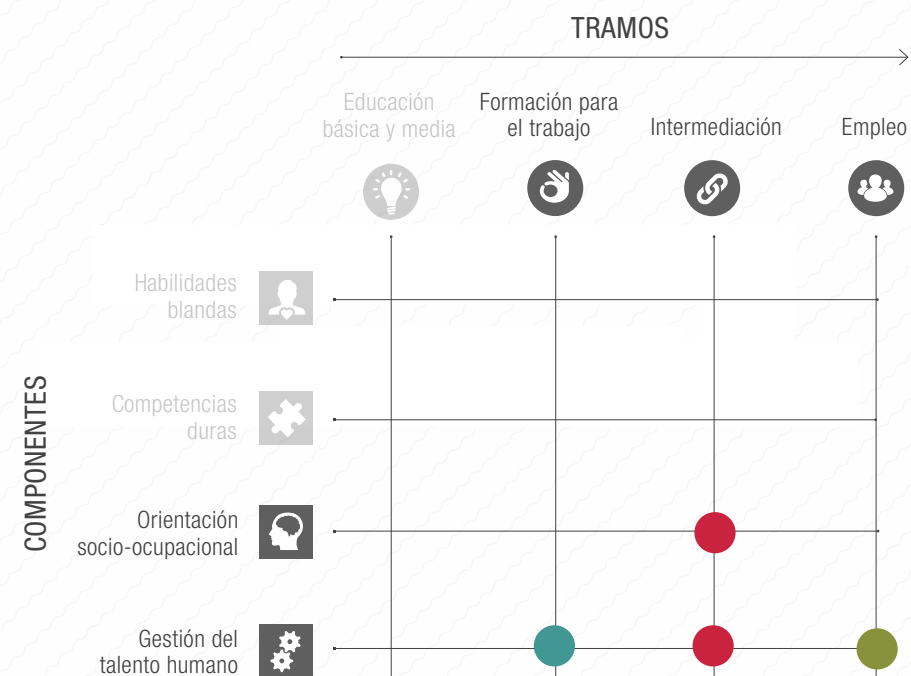 TRAMOS
Educación
básica y media
Formación para
el trabajo
Intermediación
Empleo
COMPONENTES
Habilidades
blandas
Competencias
duras
Orientación
socio-ocupacional
Gestión del
talento humano